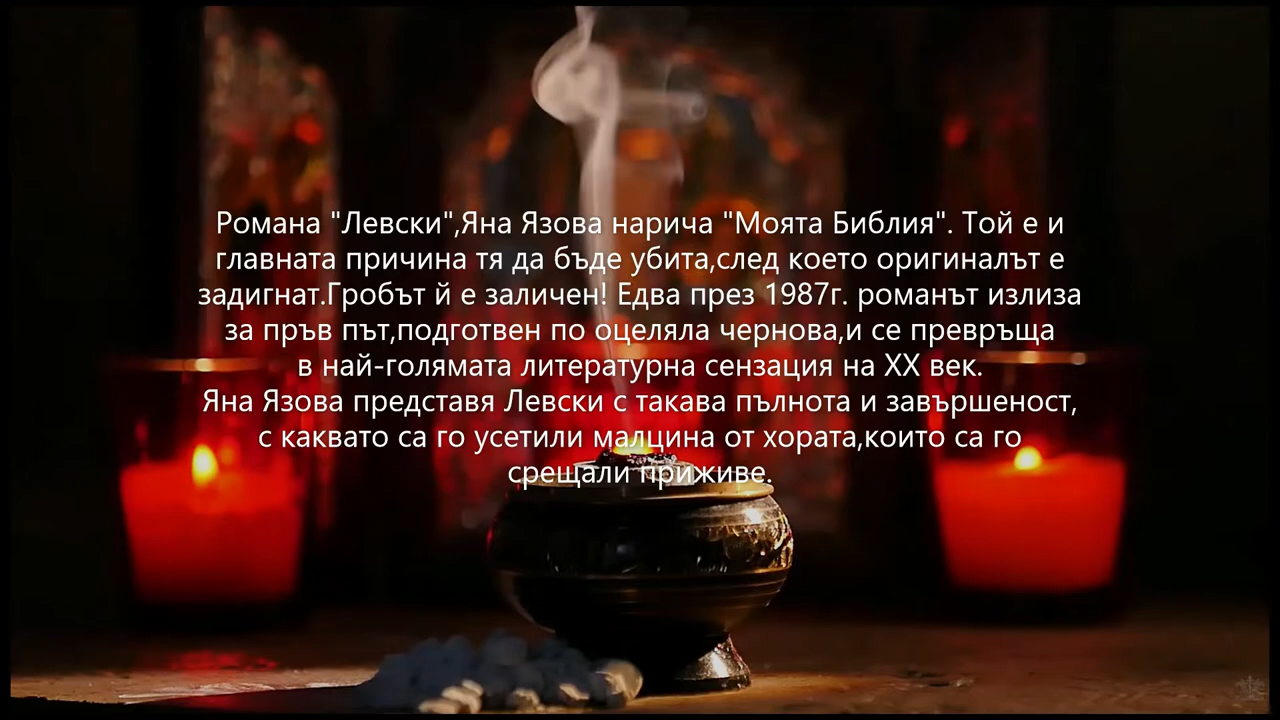 Романа "Левски",Яна Язова нарича "Моята Библия". Той е и
главната причина тя да бъде убита,след което оригиналът е
задигнат.Гробът й е заличен! Едва през 1987г. романът излиза
за пръв път,подготвен по оцеляла чернова,и се превръща
в най-голямата литературна сензация на XX век.
Яна Язова представя Левски с такава пълнота и завършеност,
с каквато са го усетили малцина от хората,които са го
срещали приживе.